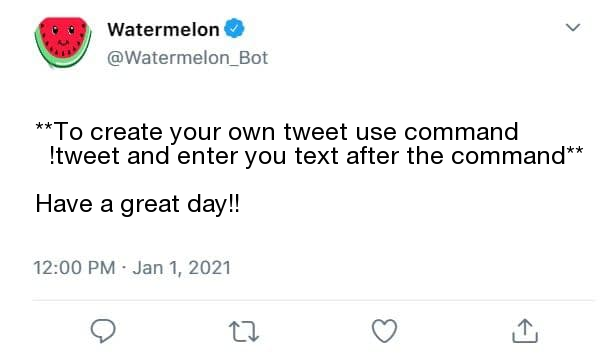 Watermelon
@Watermelon_Bot
**To create your own tweet use command
!tweet and enter you text after the command**
Have a great day!!
12:00 PM · Jan 1, 2021